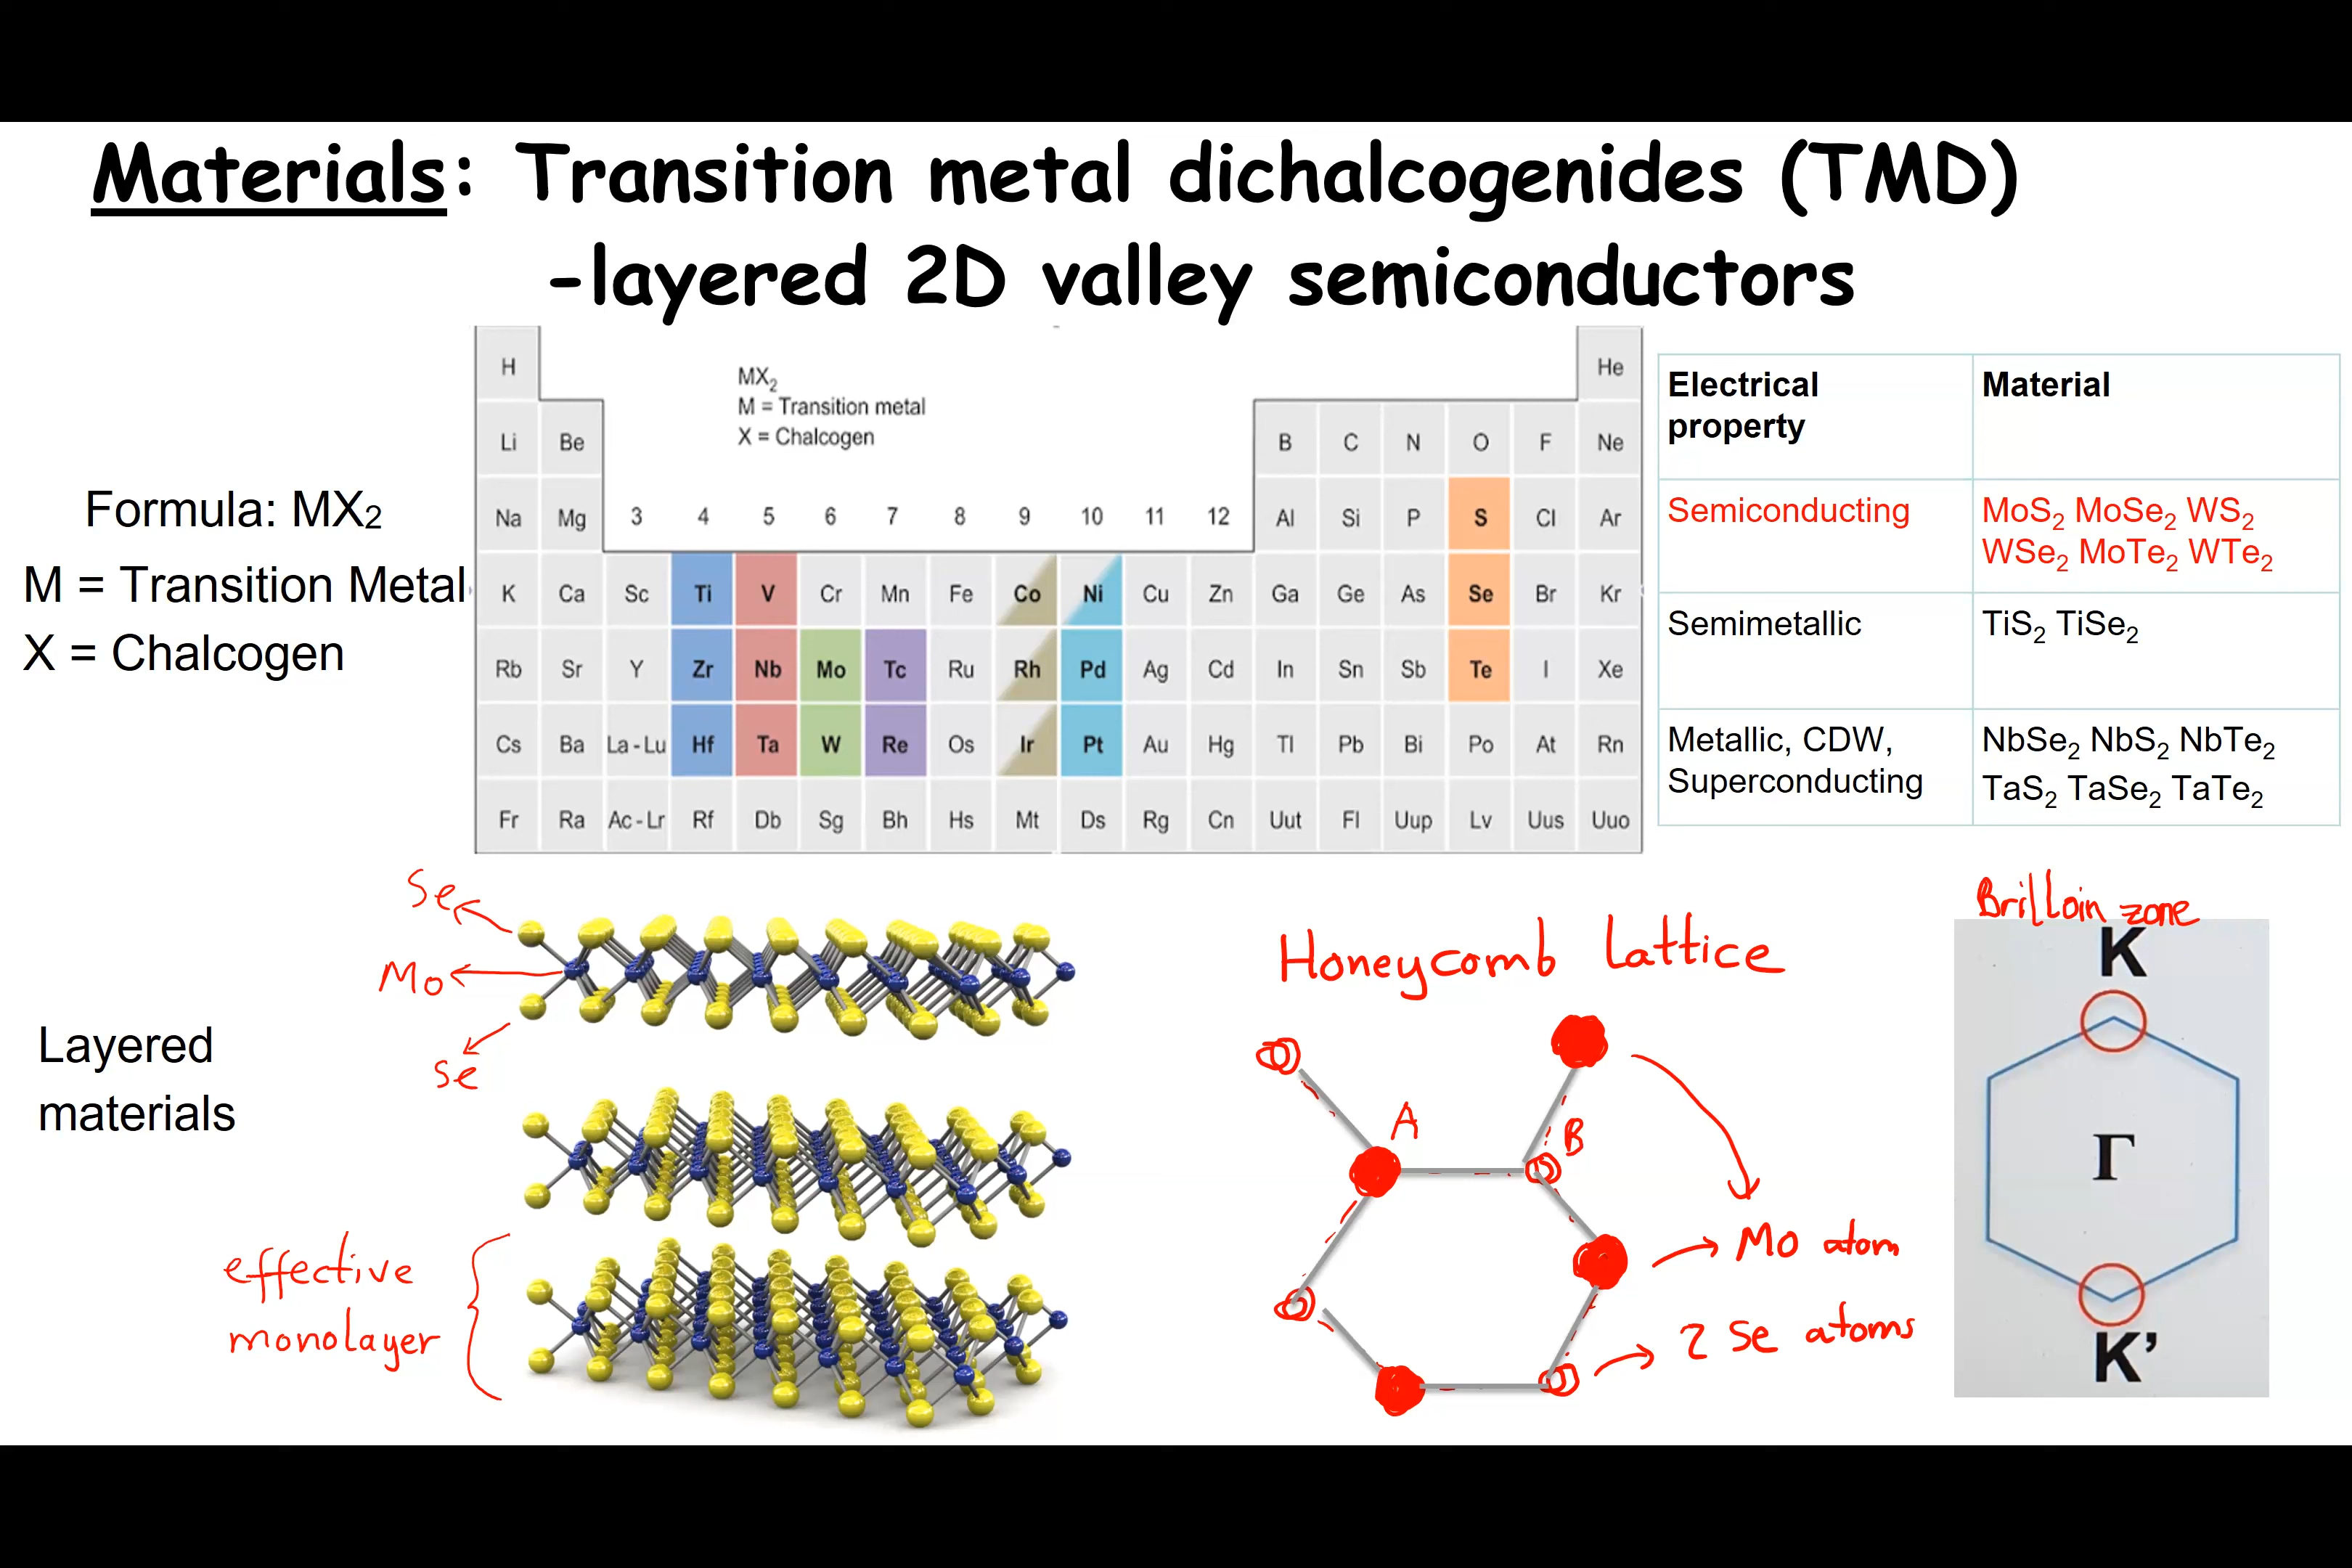 Materials: Transition metal dichalcogenides (TMD)
-layered 2D valley semiconductors
Formula: MX2
M = Transition Metal
X = Chalcogen
MX2
M = Transition metal
X = Chalcogen
H He
Li Be B C N O F Ne
Na Mg 3 4 5 6 7 8 9 10 11 12 Al Si P S Cl Ar
K Ca Sc Ti V Cr Mn Fe Co Ni Cu Zn Ga Ge As Se Br Kr
Rb Sr Y Zr Nb Mo Tc Ru Rh Pd Ag Cd In Sn Sb Te I Xe
Cs Ba La - Lu Hf Ta W Re Os Ir Pt Au Hg Tl Pb Bi Po At Rn
Fr Ra Ac - Lr Rf Db Sg Bh Hs Mt Ds Rg Cn Uut Fl Uup Lv Uus Uuo
Electrical property Material
Semiconducting MoS2 MoSe2 WS2
WSe2 MoTe2 WTe2
Semimetallic TiS2 TiSe2
Metallic, CDW, NbSe2 NbS2 NbTe2
Superconducting TaS2 TaSe2 TaTe2
Layered
materials
Se
Mo
Se
effective
monolayer
Honeycomb lattice
A
B
Mo atom
2 Se atoms
Brilloin zone
K
Γ
K’